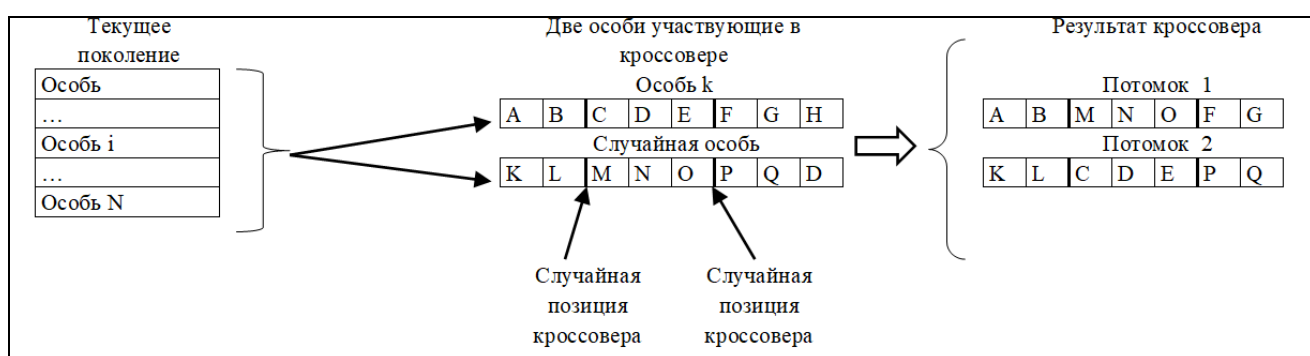 Текущее
поколение
Особь
...
Особь i
...
Особь N
Две особи участвующие в
кроссовере
Особь k
A B C D E F G H
Случайная особь
K L M N O P Q D
Случайная
позиция
кроссовера
Случайная
позиция
кроссовера
Результат кроссовера
Потомок 1
A B M N O F G
Потомок 2
K L C D E P Q